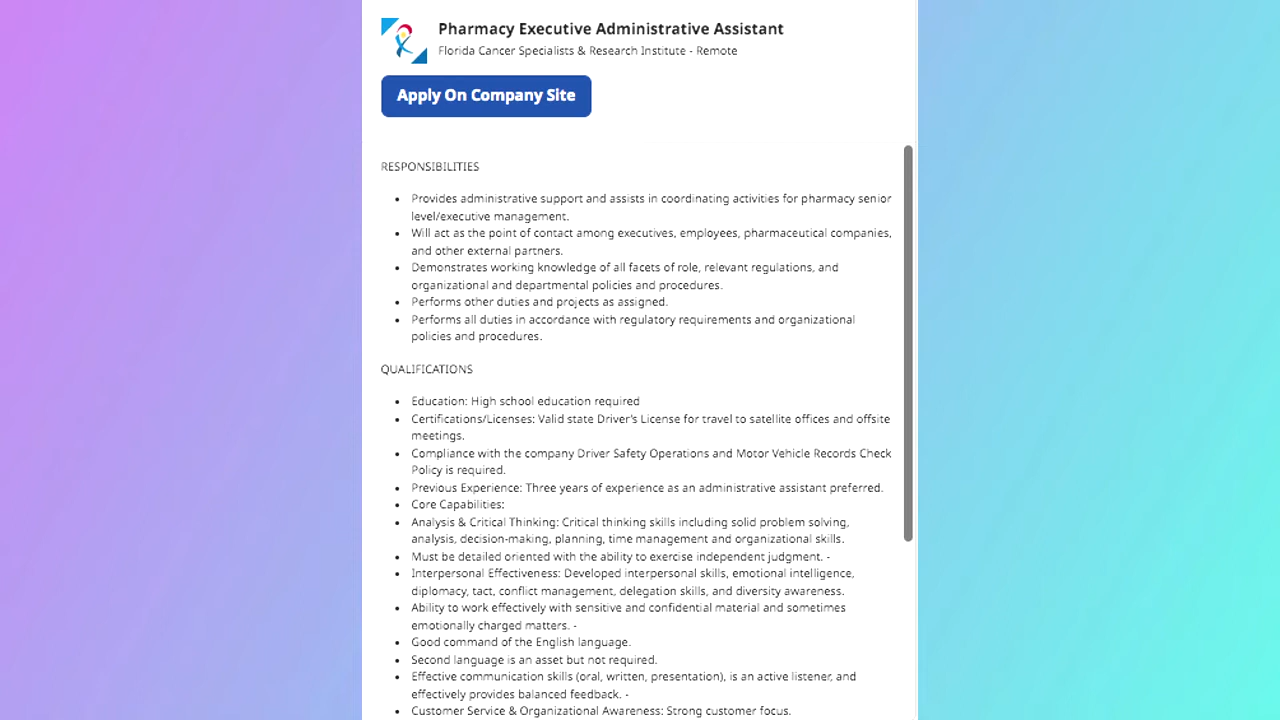 Pharmacy Executive Administrative Assistant
Florida Cancer Specialists & Research Institute - Remote
Apply On Company Site
RESPONSIBILITIES
• Provides administrative support and assists in coordinating activities for pharmacy senior
level/executive management.
• Will act as the point of contact among executives, employees, pharmaceutical companies,
and other external partners.
• Demonstrates working knowledge of all facets of role, relevant regulations, and
organizational and departmental policies and procedures.
• Performs other duties and projects as assigned.
• Performs all duties in accordance with regulatory requirements and organizational
policies and procedures.
QUALIFICATIONS
• Education: High school education required
• Certifications/Licenses: Valid state Driver's License for travel to satellite offices and offsite
meetings.
• Compliance with the company Driver Safety Operations and Motor Vehicle Records Check
Policy is required.
• Previous Experience: Three years of experience as an administrative assistant preferred.
• Core Capabilities:
• Analysis & Critical Thinking: Critical thinking skills including solid problem solving,
analysis, decision-making, planning, time management and organizational skills.
• Must be detailed oriented with the ability to exercise independent judgment. -
• Interpersonal Effectiveness: Developed interpersonal skills, emotional intelligence,
diplomacy, tact, conflict management, delegation skills, and diversity awareness.
• Ability to work effectively with sensitive and confidential material and sometimes
emotionally charged matters. -
• Good command of the English language.
• Second language is an asset but not required.
• Effective communication skills (oral, written, presentation), is an active listener, and
effectively provides balanced feedback. -
• Customer Service & Organizational Awareness: Strong customer focus.